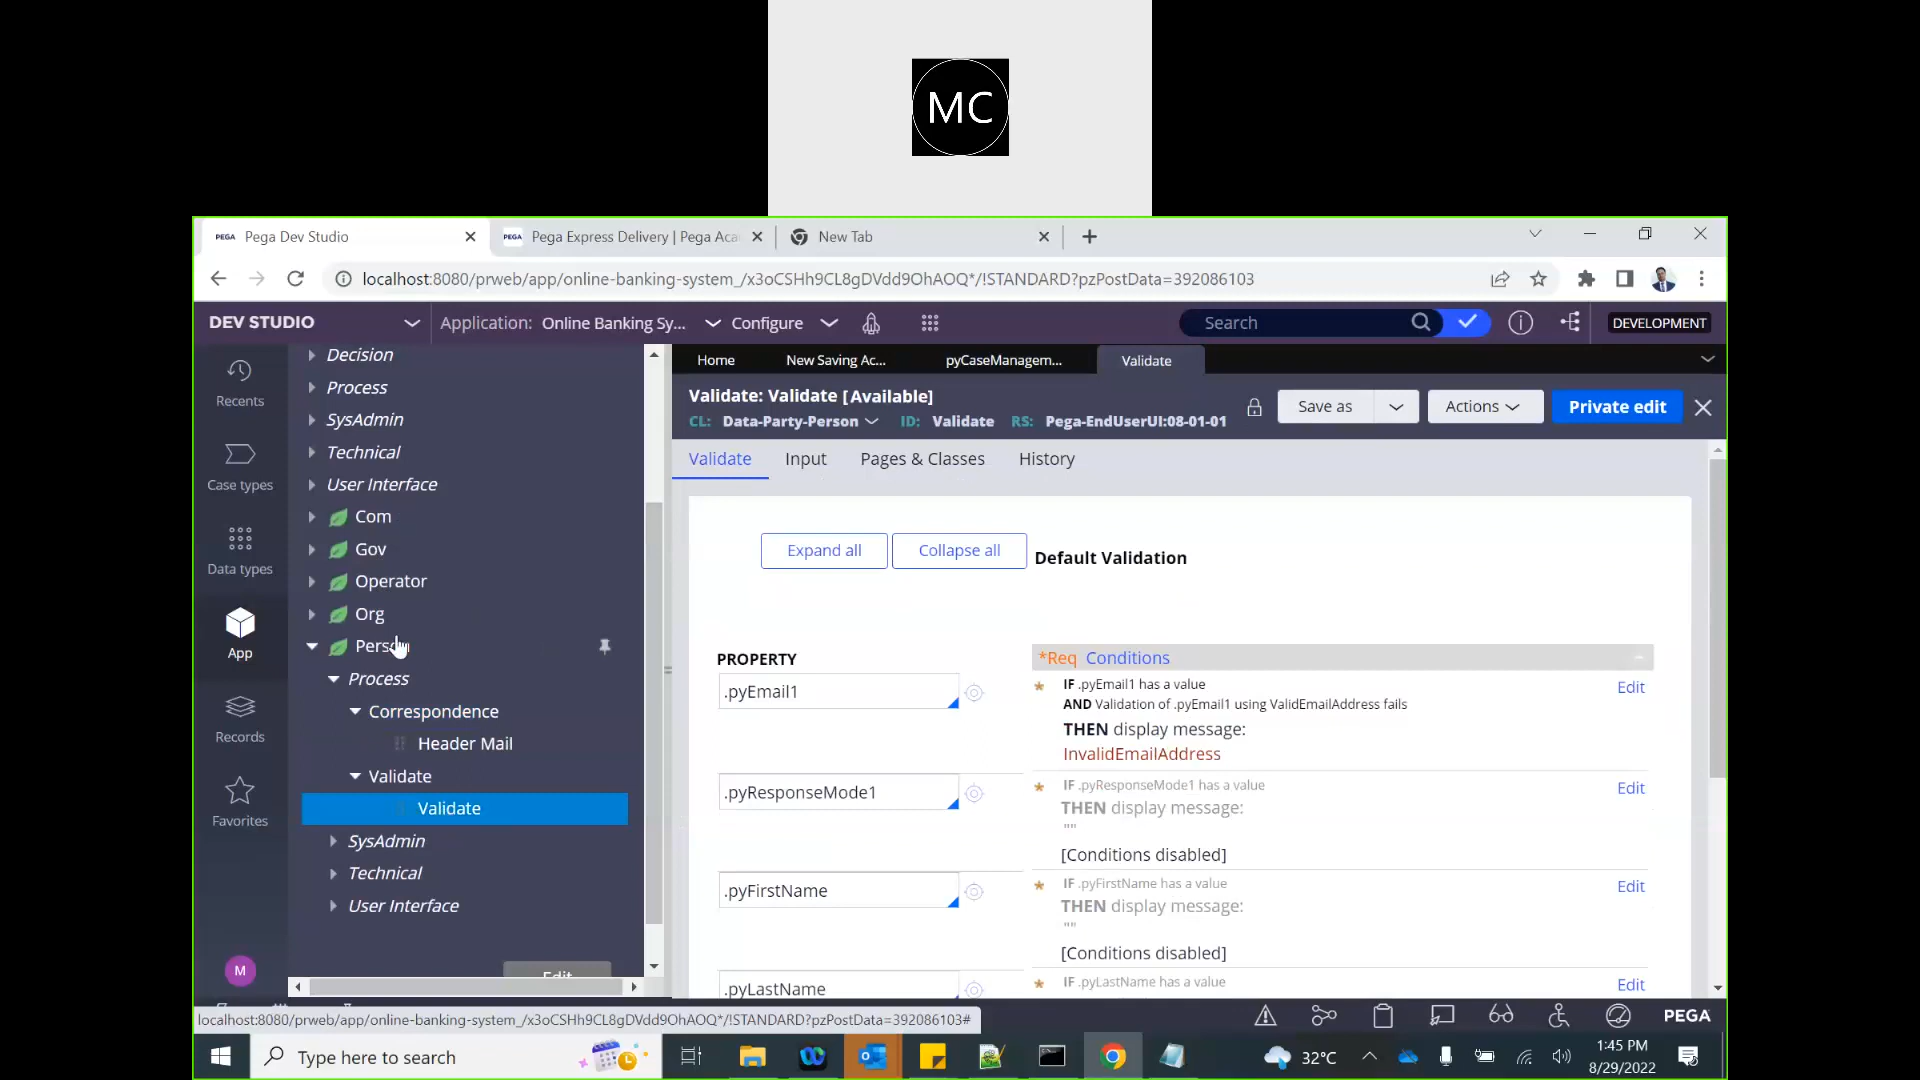 MC
PEGA Pega Dev Studio
PEGA Pega Express Delivery | Pega Aca
New Tab
localhost:8080/prweb/app/online-banking-system_/x3oCSHh9CL8gDVdd9OhAOQ*/!STANDARD?pzPostData=392086103
DEV STUDIO
Application: Online Banking Sy...
Configure
Search
DEVELOPMENT
Recents
Case types
Data types
App
Records
Favorites
M
Decision
Process
SysAdmin
Technical
User Interface
Com
Gov
Operator
Org
Process
Correspondence
Header Mail
Validate
Validate
SysAdmin
Technical
User Interface
Edit
Home
New Saving Ac...
pyCaseManagem...
Validate
Validate: Validate [Available]
CL: Data-Party-Person ID: Validate RS: Pega-EndUserUI:08-01-01
Save as
Actions
Private edit
Validate
Input
Pages & Classes
History
Expand all
Collapse all
Default Validation
PROPERTY
*Req Conditions
.pyEmail1
IF .pyEmail1 has a value
AND Validation of .pyEmail1 using ValidEmailAddress fails
THEN display message:
InvalidEmailAddress
Edit
.pyResponseMode1
IF .pyResponseMode1 has a value
THEN display message:
""
[Conditions disabled]
Edit
.pyFirstName
IF .pyFirstName has a value
THEN display message:
""
[Conditions disabled]
Edit
.pyLastName
IF .pyLastName has a value
Edit
localhost:8080/prweb/app/online-banking-system_/x3oCSHh9CL8gDVdd9OhAOQ*/!STANDARD?pzPostData=392086103#
PEGA
Type here to search
32°C
1:45 PM
8/29/2022